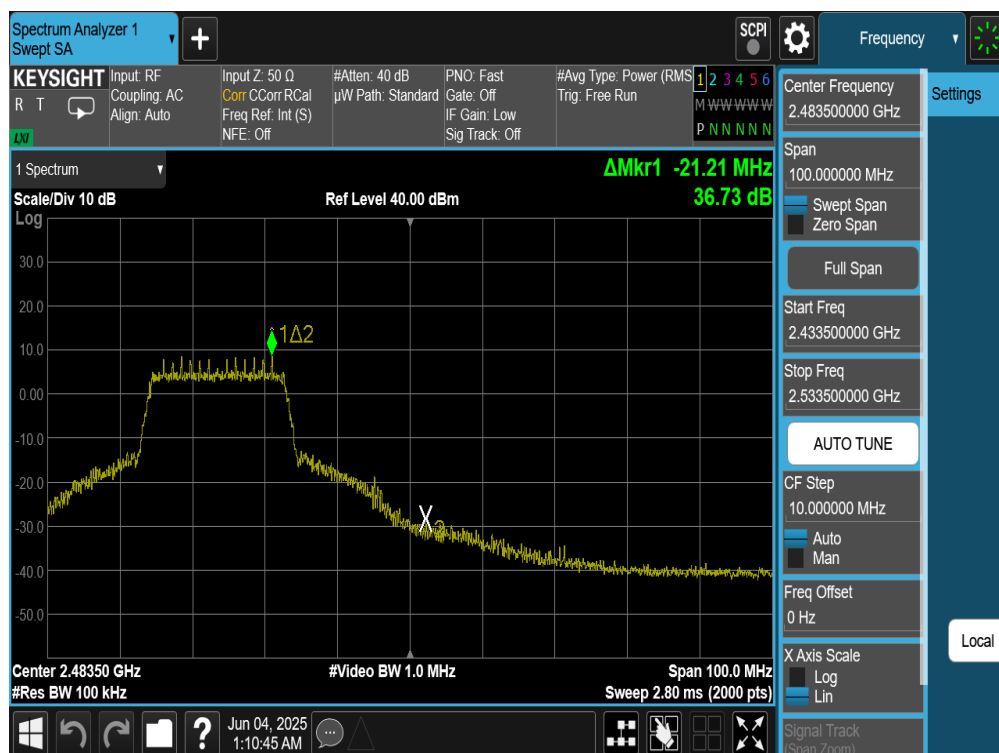 Spectrum Analyzer 1
Swept SA
+
SCPI
Frequency
KEYSIGHT
R T
LXI
Input: RF
Coupling: AC
Align: Auto
Input Z: 50 Ω
Corr CCorr RCal
Freq Ref: Int (S)
NFE: Off
#Atten: 40 dB
µW Path: Standard
PNO: Fast
Gate: Off
IF Gain: Low
Sig Track: Off
#Avg Type: Power (RMS
Trig: Free Run
1 2 3 4 5 6
M W W W W W
P N N N N N
1 Spectrum
Scale/Div 10 dB
Ref Level 40.00 dBm
ΔMkr1 -21.21 MHz
36.73 dB
Log
30.0
20.0
10.0
0.00
-10.0
-20.0
-30.0
-40.0
-50.0
1Δ2
X2
Center 2.48350 GHz
#Res BW 100 kHz
#Video BW 1.0 MHz
Span 100.0 MHz
Sweep 2.80 ms (2000 pts)
?
Jun 04, 2025
1:10:45 AM
Center Frequency
2.483500000 GHz
Span
100.000000 MHz
Swept Span
Zero Span
Full Span
Start Freq
2.433500000 GHz
Stop Freq
2.533500000 GHz
AUTO TUNE
CF Step
10.000000 MHz
Auto
Man
Freq Offset
0 Hz
X Axis Scale
Log
Lin
Signal Track
(Span Zoom)
Settings
Local